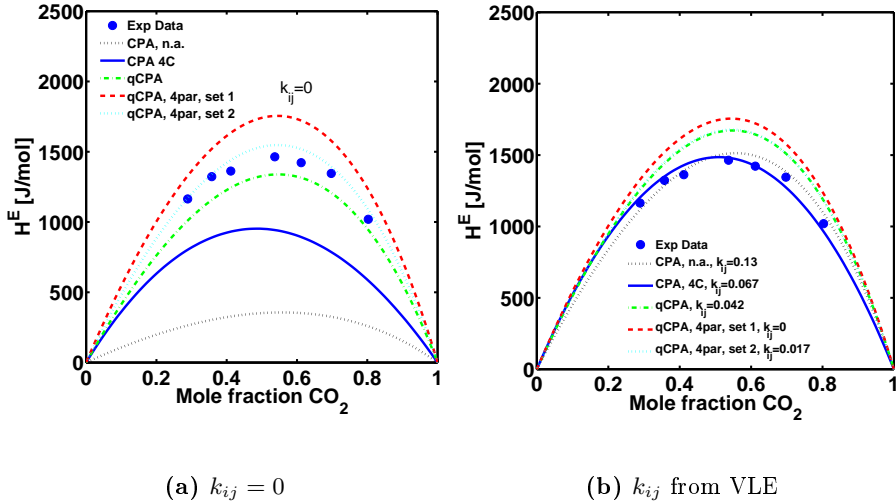 2500
2000
1500
1000
500
0
H^E [J/mol]
Exp Data
CPA, n.a.
CPA 4C
qCPA
qCPA, 4par, set 1
qCPA, 4par, set 2
k_ij=0
0 0.2 0.4 0.6 0.8 1
Mole fraction CO_2
(a) k_ij = 0
2500
2000
1500
1000
500
0
H^E [J/mol]
Exp Data
CPA, n.a., k_ij=0.13
CPA, 4C, k_ij=0.067
qCPA, k_ij=0.042
qCPA, 4par, set 1, k_ij=0
qCPA, 4par, set 2, k_ij=0.017
0 0.2 0.4 0.6 0.8 1
Mole fraction CO_2
(b) k_ij from VLE